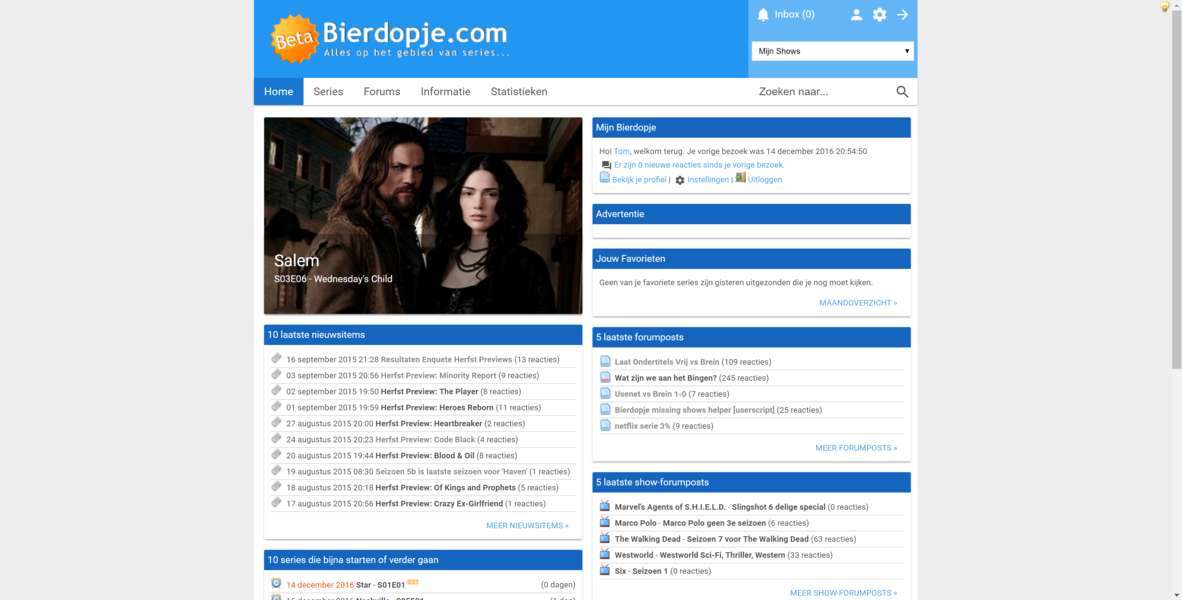 Beta
Bierdopje.com
Alles op het gebied van series...
Inbox (0)
Mijn Shows
Home
Series
Forums
Informatie
Statistieken
Zoeken naar...
Salem
S03E06 - Wednesday's Child
10 laatste nieuwsitems
16 september 2015 21:28 Resultaten Enquete Herfst Previews (13 reacties)
03 september 2015 20:56 Herfst Preview: Minority Report (9 reacties)
02 september 2015 19:50 Herfst Preview: The Player (8 reacties)
01 september 2015 19:59 Herfst Preview: Heroes Reborn (11 reacties)
27 augustus 2015 20:00 Herfst Preview: Heartbreaker (2 reacties)
24 augustus 2015 20:23 Herfst Preview: Code Black (4 reacties)
20 augustus 2015 19:44 Herfst Preview: Blood & Oil (8 reacties)
19 augustus 2015 08:30 Seizoen 5b is laatste seizoen voor 'Haven' (1 reacties)
18 augustus 2015 20:18 Herfst Preview: Of Kings and Prophets (5 reacties)
17 augustus 2015 20:56 Herfst Preview: Crazy Ex-Girlfriend (1 reacties)
MEER NIEUWSITEMS »
10 series die bijna starten of verder gaan
14 december 2016 Star - S01E01 (0 dagen)
Mijn Bierdopje
Hoi Tom, welkom terug. Je vorige bezoek was 14 december 2016 20:54:50
Er zijn 0 nieuwe reacties sinds je vorige bezoek.
Bekijk je profiel | Instellingen | Uitloggen
Advertentie
Jouw Favorieten
Geen van je favoriete series zijn gisteren uitgezonden die je nog moet kijken.
MAANDOVERZICHT »
5 laatste forumposts
Laat Ondertitels Vrij vs Brein (109 reacties)
Wat zijn we aan het Bingen? (245 reacties)
Usenet vs Brein 1-0 (7 reacties)
Bierdopje missing shows helper [userscript] (25 reacties)
netflix serie 3% (9 reacties)
MEER FORUMPOSTS »
5 laatste show-forumposts
Marvel's Agents of S.H.I.E.L.D. - Slingshot 6 delige special (0 reacties)
Marco Polo - Marco Polo geen 3e seizoen (6 reacties)
The Walking Dead - Seizoen 7 voor The Walking Dead (63 reacties)
Westworld - Westworld Sci-Fi, Thriller, Western (33 reacties)
Six - Seizoen 1 (0 reacties)
MEER SHOW-FORUMPOSTS »